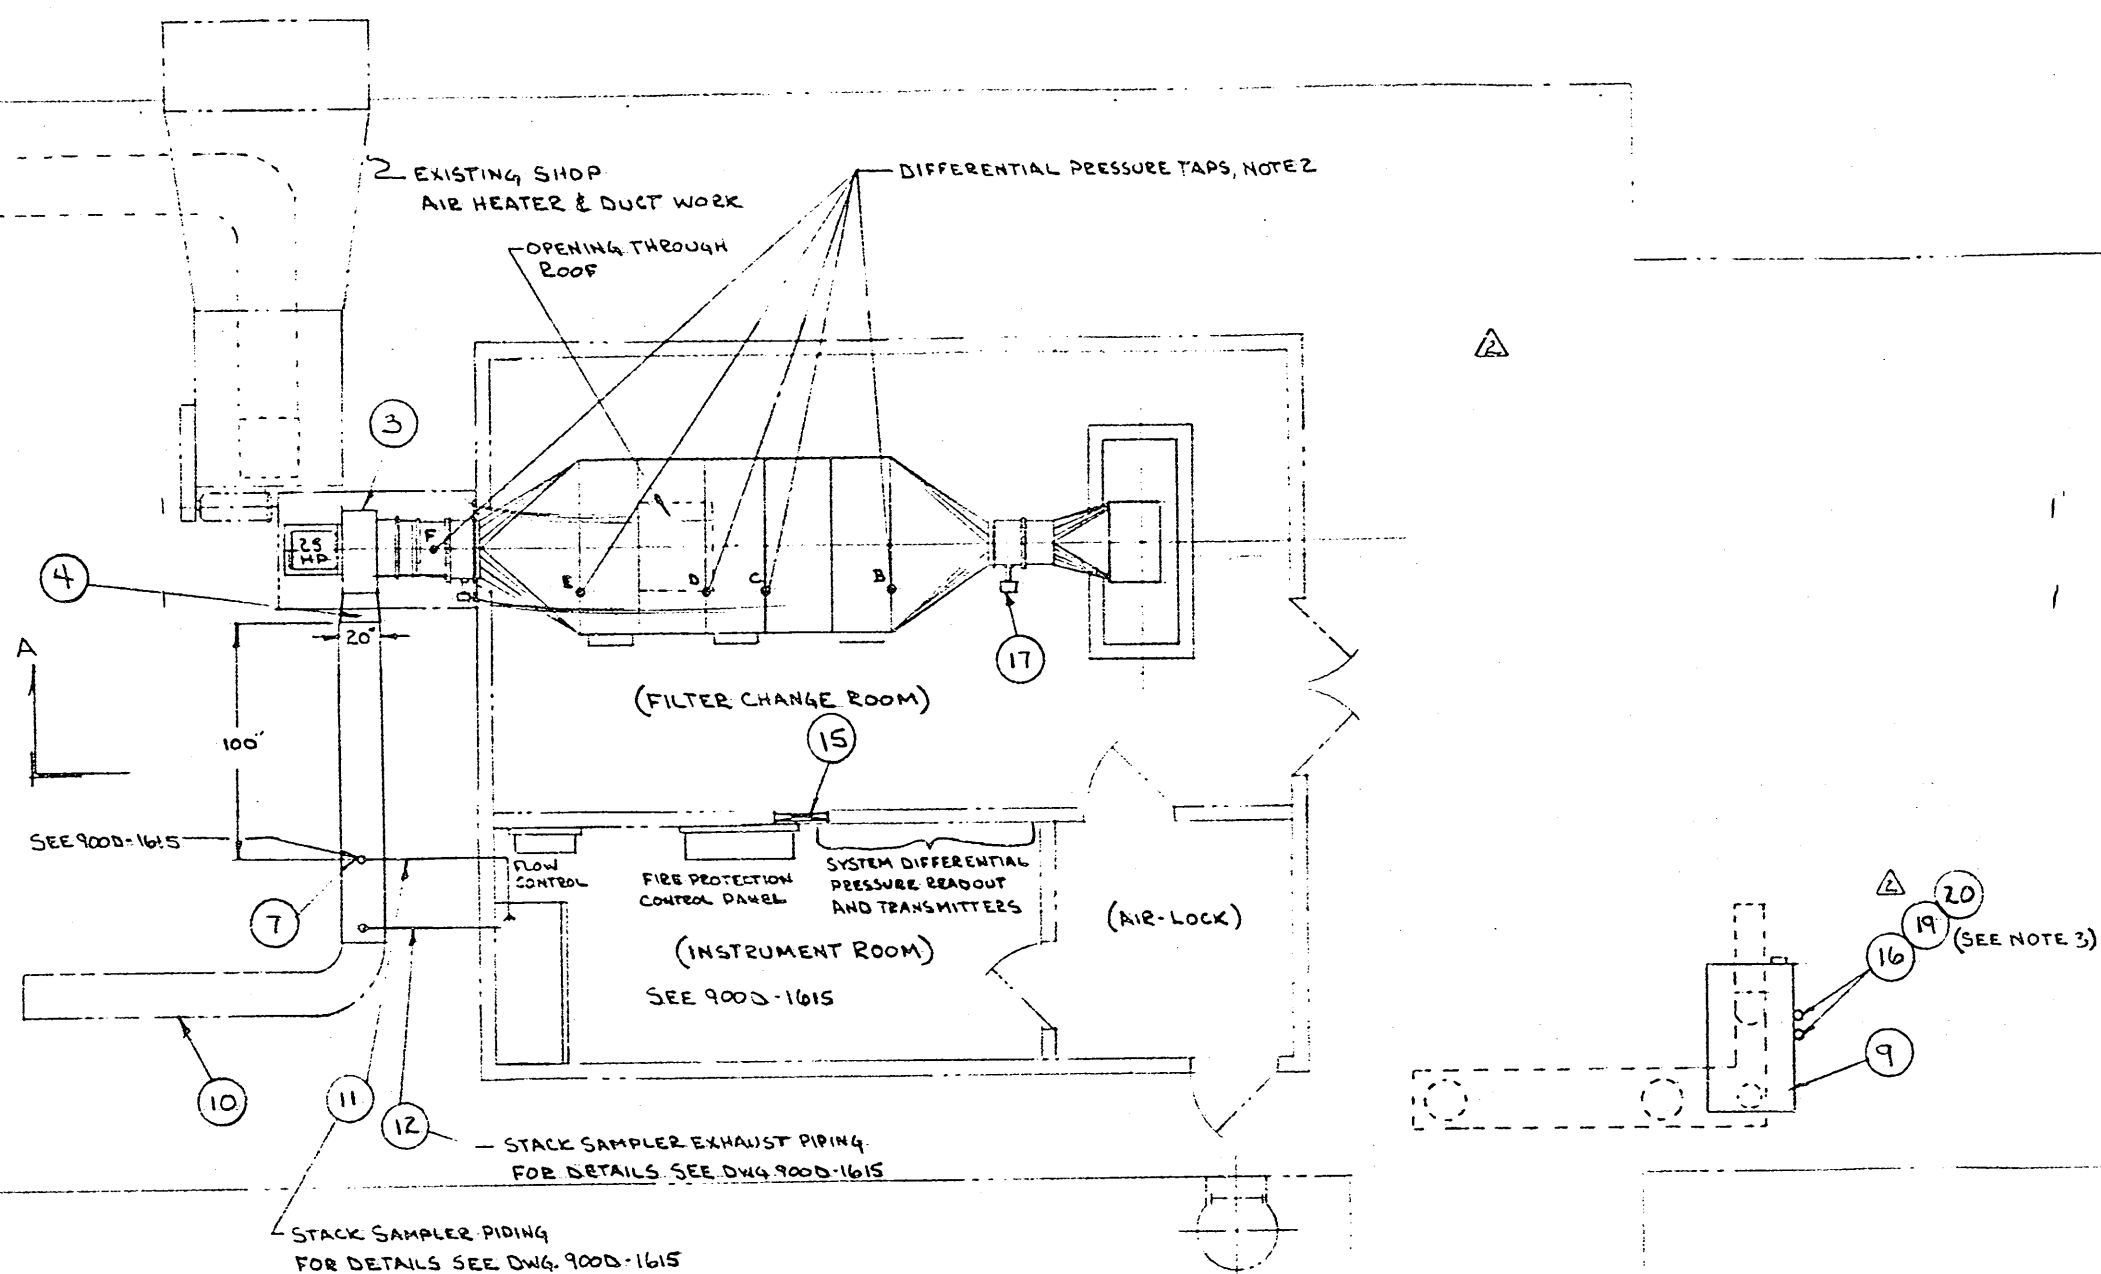 EXISTING SHOP
AIR HEATER & DUCT WORK
DIFFERENTIAL PRESSURE TAPS, NOTE 2
OPENING THROUGH
ROOF
2
3
25
HP
F
E
D
C
B
4
20"
17
A
(FILTER CHANGE ROOM)
15
100"
SEE 900D-1615
FLOW
CONTROL
FIRE PROTECTION
CONTROL PANEL
SYSTEM DIFFERENTIAL
PRESSURE READOUT
AND TRANSMITTERS
7
(AIR-LOCK)
2
20
19
16
(SEE NOTE 3)
(INSTRUMENT ROOM)
SEE 900D-1615
9
10
11
12
STACK SAMPLER EXHAUST PIPING
FOR DETAILS SEE DWG 900D-1615
STACK SAMPLER PIPING
FOR DETAILS SEE DWG. 900D-1615